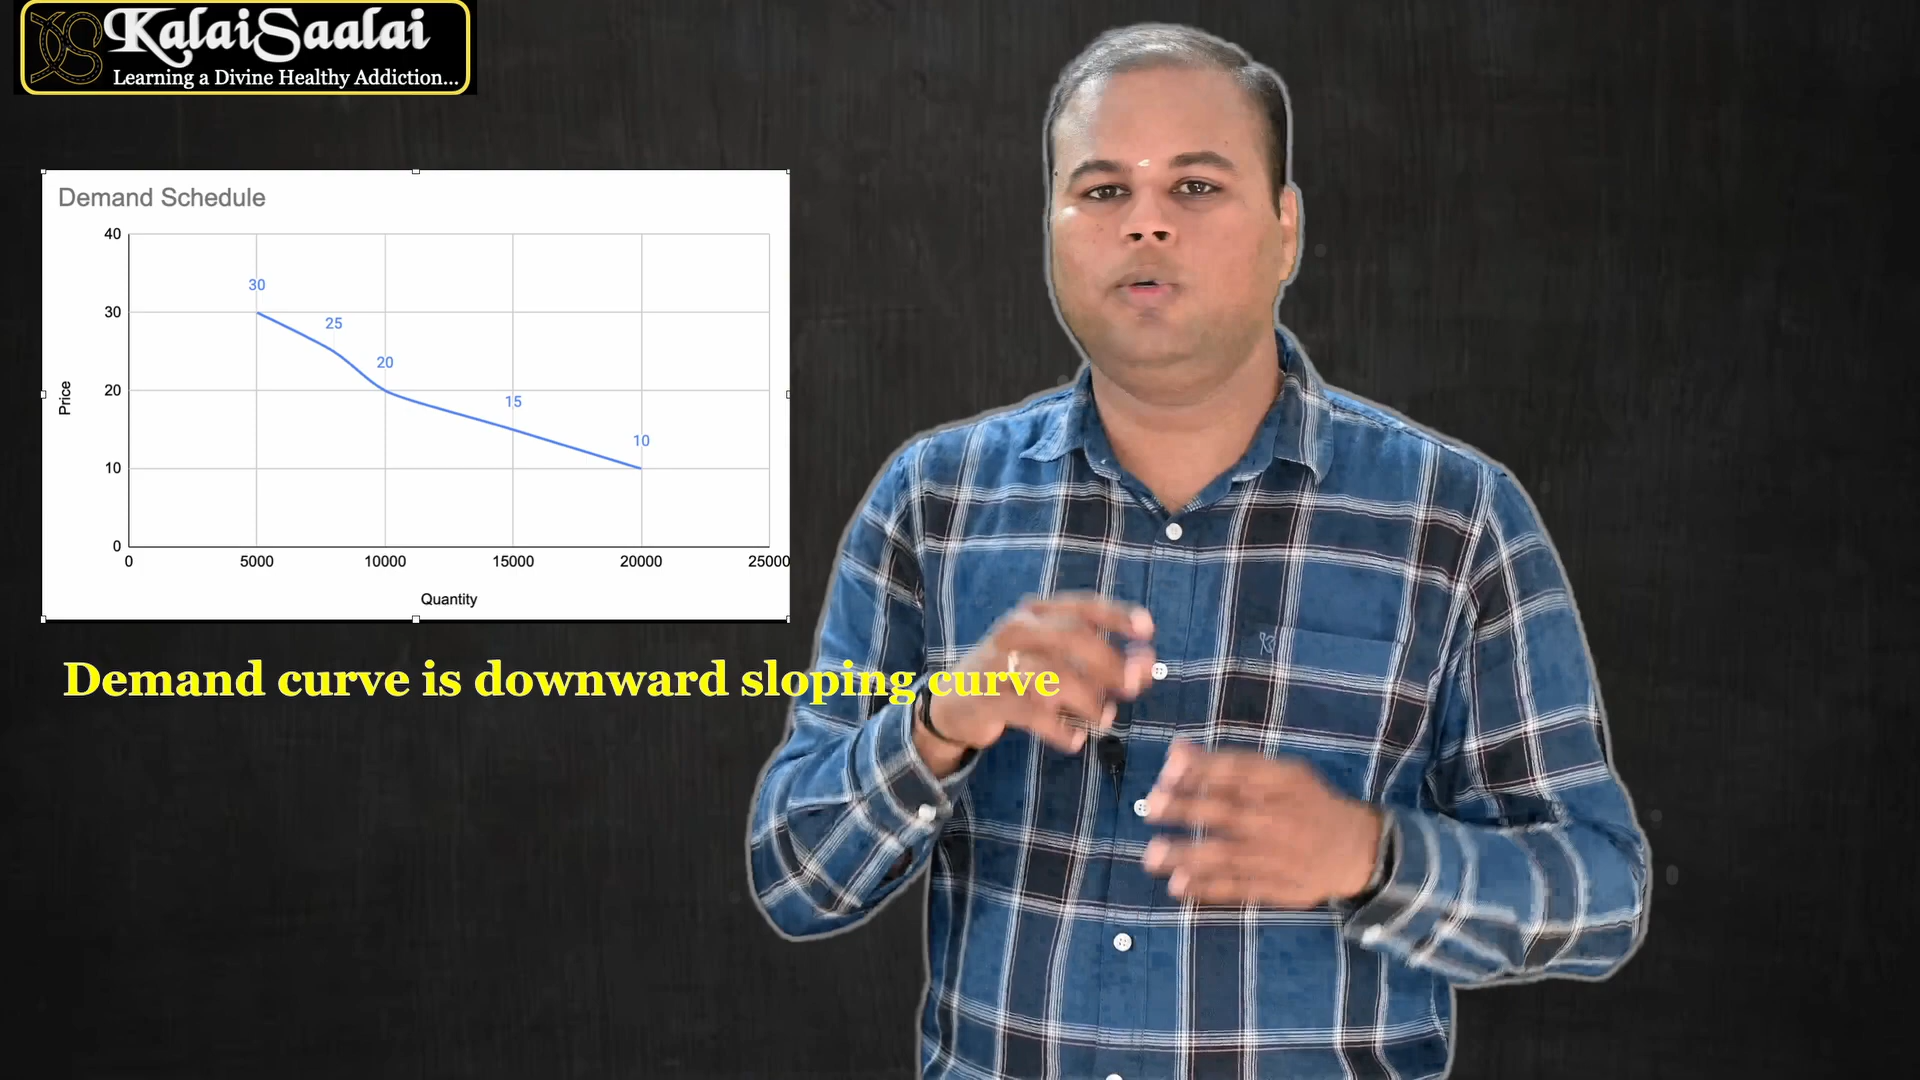 KalaiSaalai
Learning a Divine Healthy Addiction...
Demand Schedule
40
30
20
10
0
Price
30
25
20
15
10
0
5000
10000
15000
20000
25000
Quantity
Demand curve is downward sloping curve